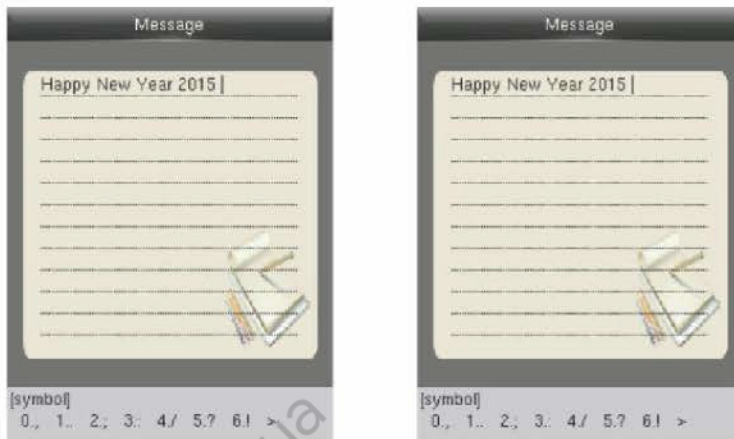 Message
Happy New Year 2015
[symbol]
0., 1.. 2.; 3.: 4./ 5.? 6.! >
Message
Happy New Year 2015
[symbol]
0., 1.. 2.; 3.: 4./ 5.? 6.! >